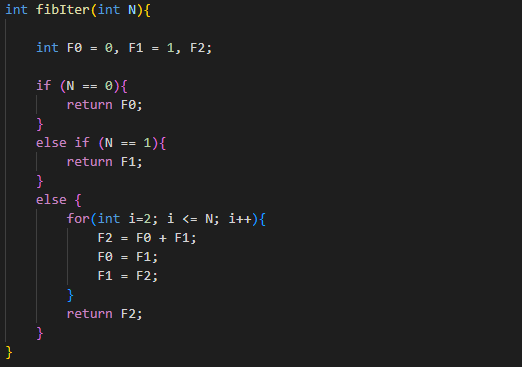 int fibIter(int N){
int F0 = 0, F1 = 1, F2;
if (N == 0){
return F0;
}
else if (N == 1){
return F1;
}
else {
for(int i=2; i <= N; i++){
F2 = F0 + F1;
F0 = F1;
F1 = F2;
}
return F2;
}
}